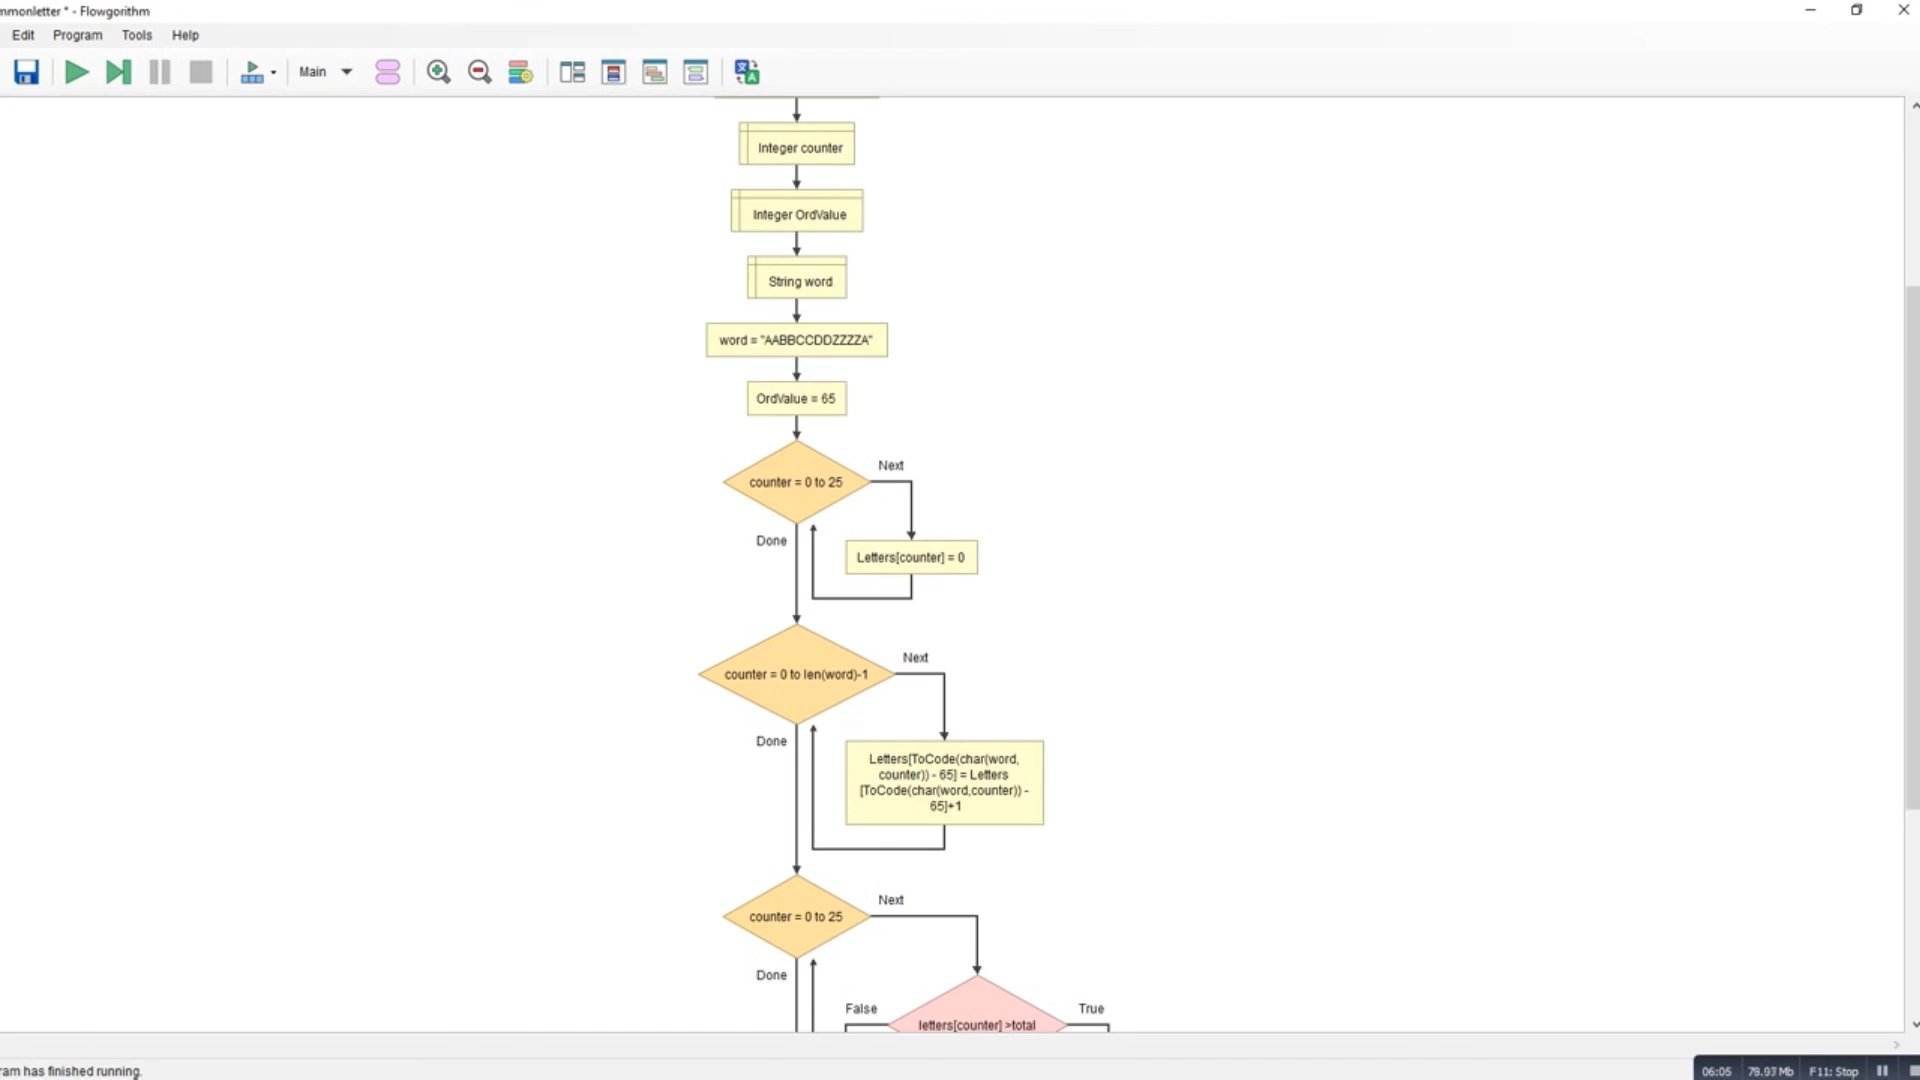 mmonletter * - Flowgorithm
Edit Program Tools Help
Main
Integer counter
Integer OrdValue
String word
word = "AABBCCDDZZZZA"
OrdValue = 65
Next
counter = 0 to 25
Done
Letters[counter] = 0
Next
counter = 0 to len(word)-1
Done
Letters[ToCode(char(word,
counter)) - 65] = Letters
[ToCode(char(word,counter)) -
65]+1
Next
counter = 0 to 25
Done
False
True
letters[counter] >total
ram has finished running.
06:05 79.97 Mb F11: Stop